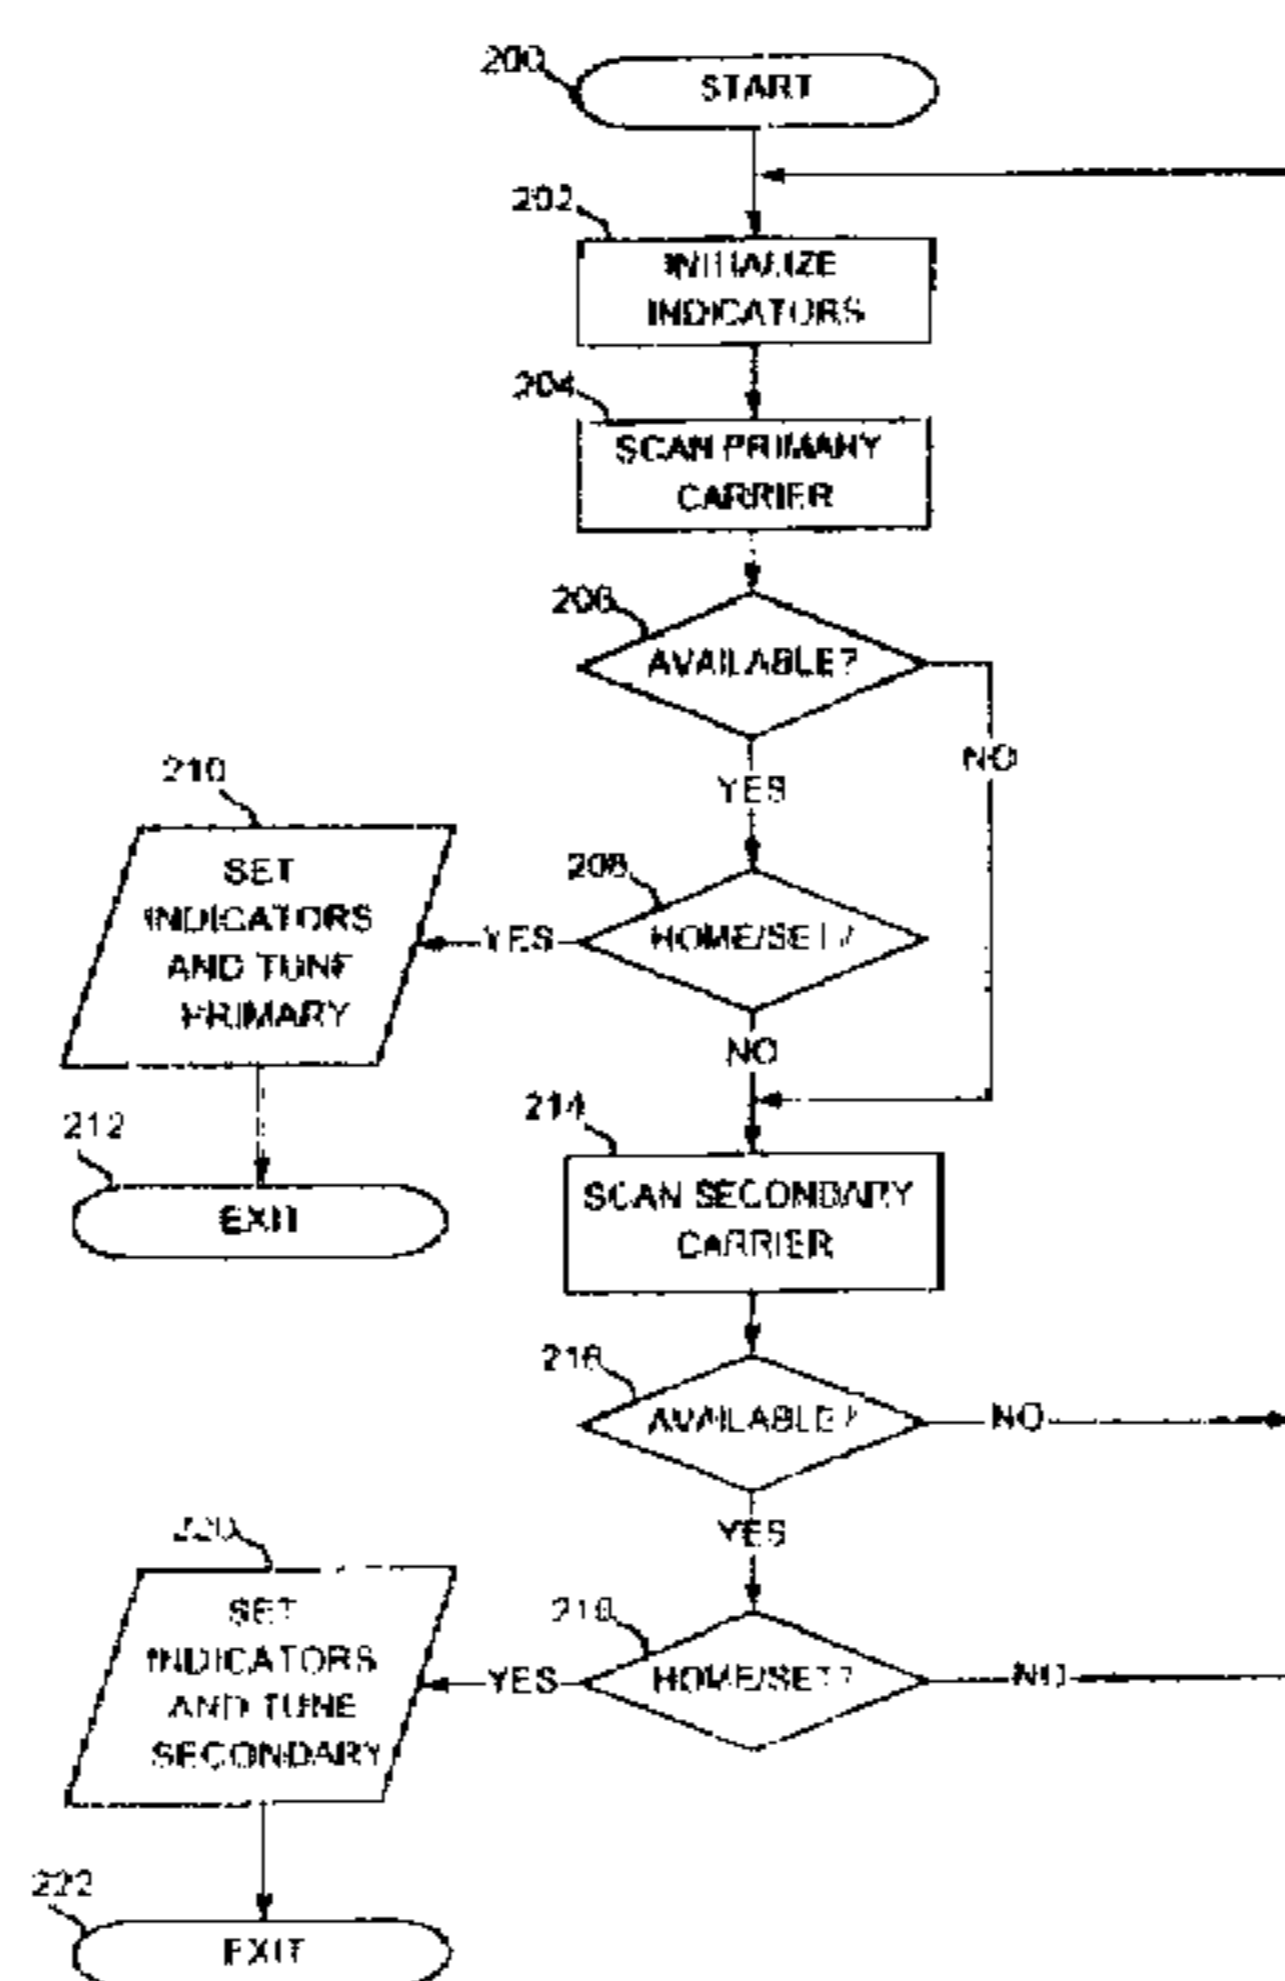 200
START
202
INITIALIZE
INDICATORS
204
SCAN PRIMARY
CARRIER
206
AVAILABLE?
NO
YES
210
SET
INDICATORS
AND TUNE
PRIMARY
208
HOME/SET?
YES
NO
212
EXIT
214
SCAN SECONDARY
CARRIER
216
AVAILABLE?
NO
YES
220
SET
INDICATORS
AND TUNE
SECONDARY
218
HOME/SET?
YES
NO
222
EXIT